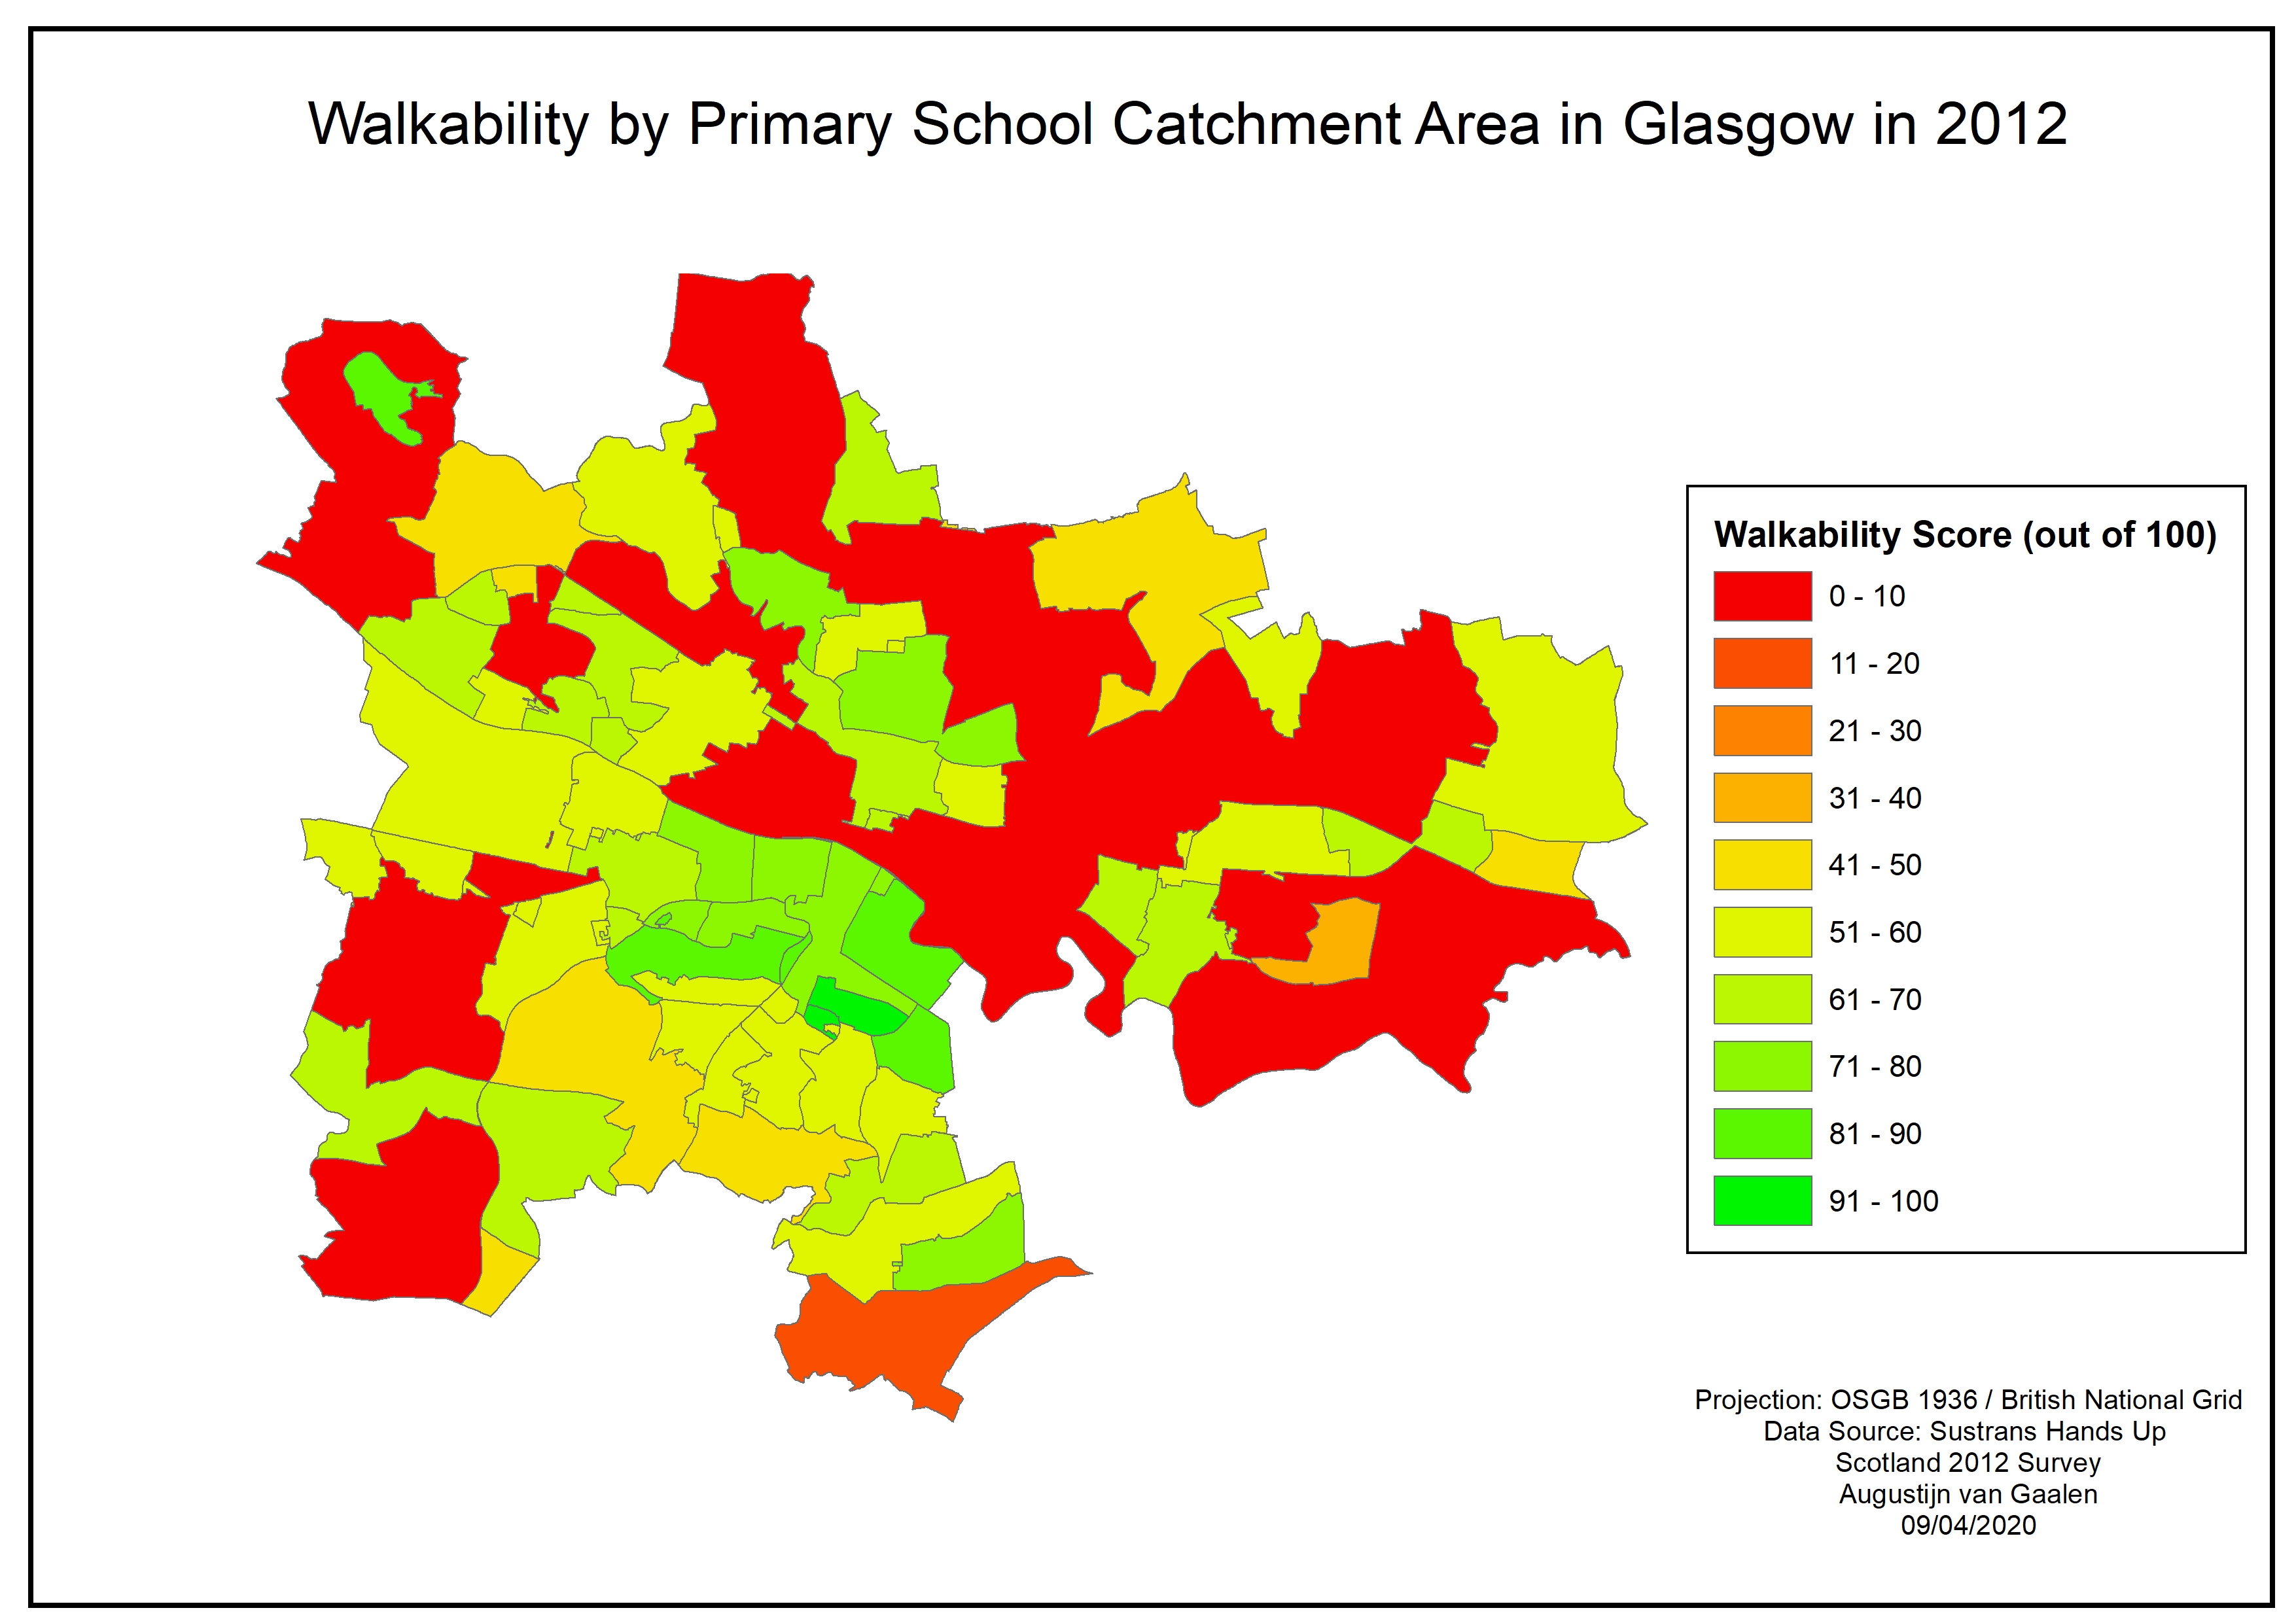 Walkability by Primary School Catchment Area in Glasgow in 2012
Walkability Score (out of 100)
0 - 10
11 - 20
21 - 30
31 - 40
41 - 50
51 - 60
61 - 70
71 - 80
81 - 90
91 - 100
Projection: OSGB 1936 / British National Grid
Data Source: Sustrans Hands Up
Scotland 2012 Survey
Augustijn van Gaalen
09/04/2020